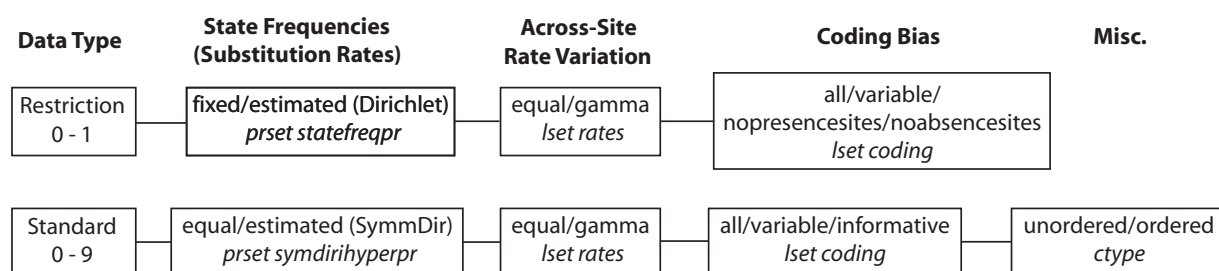 Data Type
State Frequencies
(Substitution Rates)
Across-Site
Rate Variation
Coding Bias
Misc.
Restriction
0 - 1
fixed/estimated (Dirichlet)
prset statefreqpr
equal/gamma
lset rates
all/variable/
nopresencesites/noabsencesites
lset coding
Standard
0 - 9
equal/estimated (SymmDir)
prset symdirihyperpr
equal/gamma
lset rates
all/variable/informative
lset coding
unordered/ordered
ctype